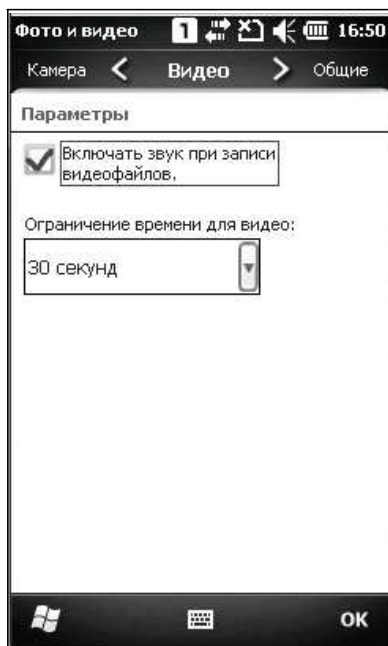 Фото и видео 1 16:50
Камера Видео Общие
Параметры
Включать звук при записи
видеофайлов.
Ограничение времени для видео:
30 секунд
ОК